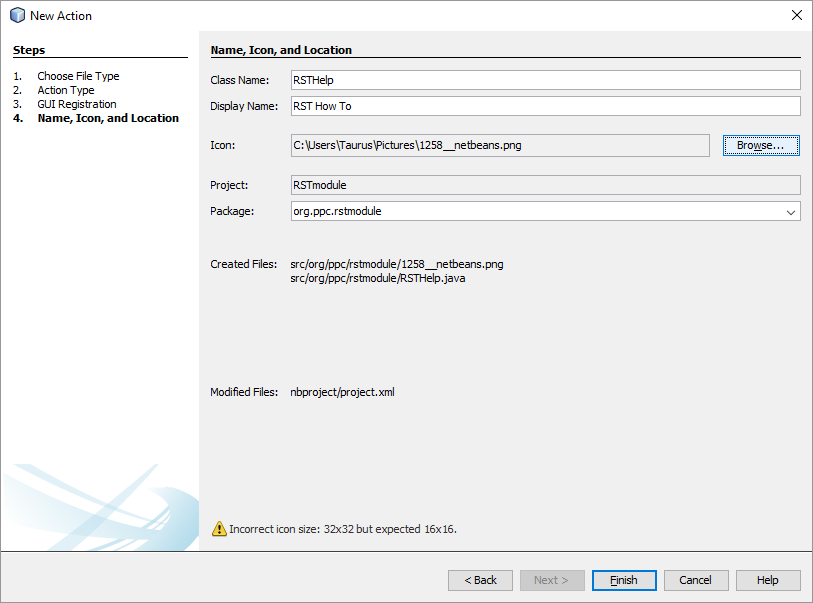 New Action
Steps
1. Choose File Type
2. Action Type
3. GUI Registration
4. Name, Icon, and Location
Name, Icon, and Location
Class Name: RSTHelp
Display Name: RST How To
Icon: C:\Users\Taurus\Pictures\1258__netbeans.png Browse...
Project: RSTmodule
Package: org.ppc.rstmodule
Created Files: src/org/ppc/rstmodule/1258__netbeans.png
src/org/ppc/rstmodule/RSTHelp.java
Modified Files: nbproject/project.xml
Incorrect icon size: 32x32 but expected 16x16.
< Back Next > Finish Cancel Help